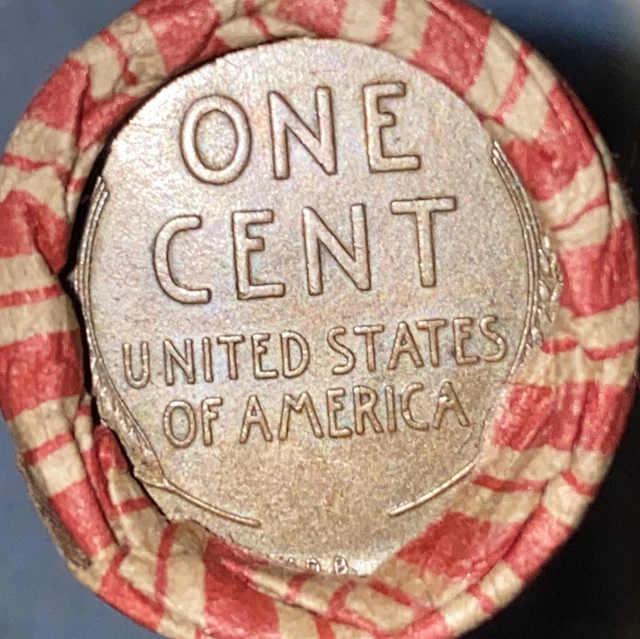 ONE
CENT
UNITED STATES
OF AMERICA
V.D.B.